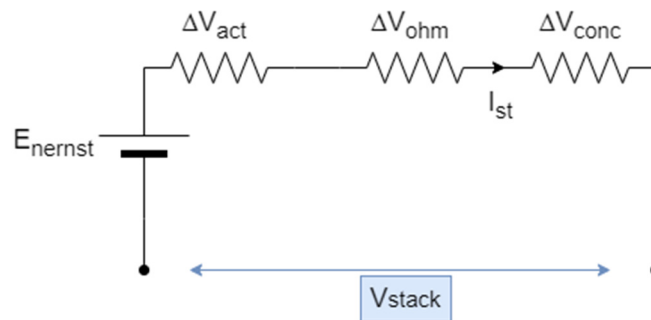 ΔVact
ΔVohm
ΔVconc
Ist
Enernst
Vstack